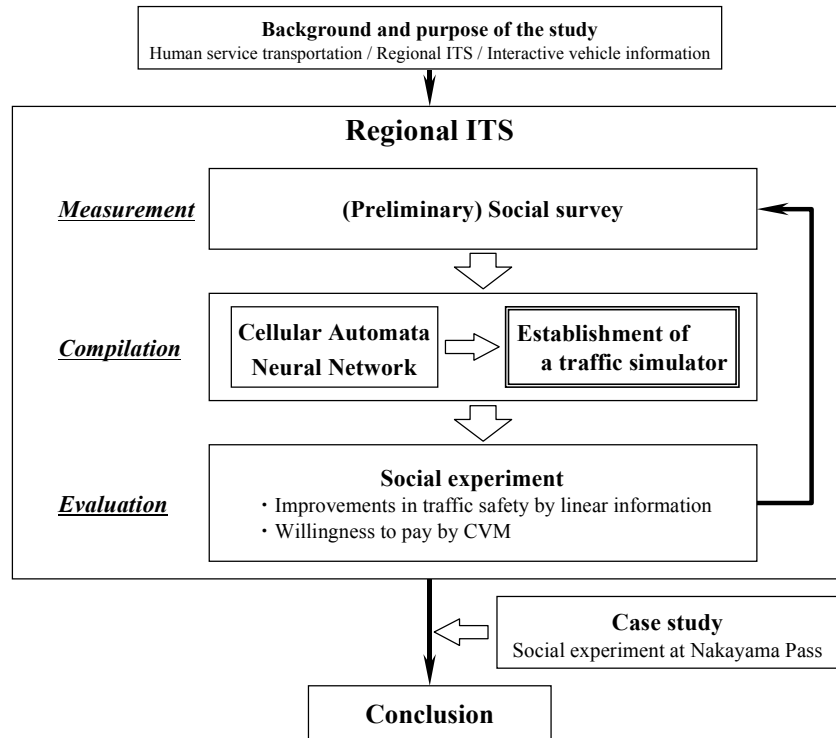 Background and purpose of the study
Human service transportation / Regional ITS / Interactive vehicle information
Regional ITS
Measurement
(Preliminary) Social survey
Compilation
Cellular Automata
Neural Network
Establishment of
a traffic simulator
Evaluation
Social experiment
・Improvements in traffic safety by linear information
・Willingness to pay by CVM
Case study
Social experiment at Nakayama Pass
Conclusion